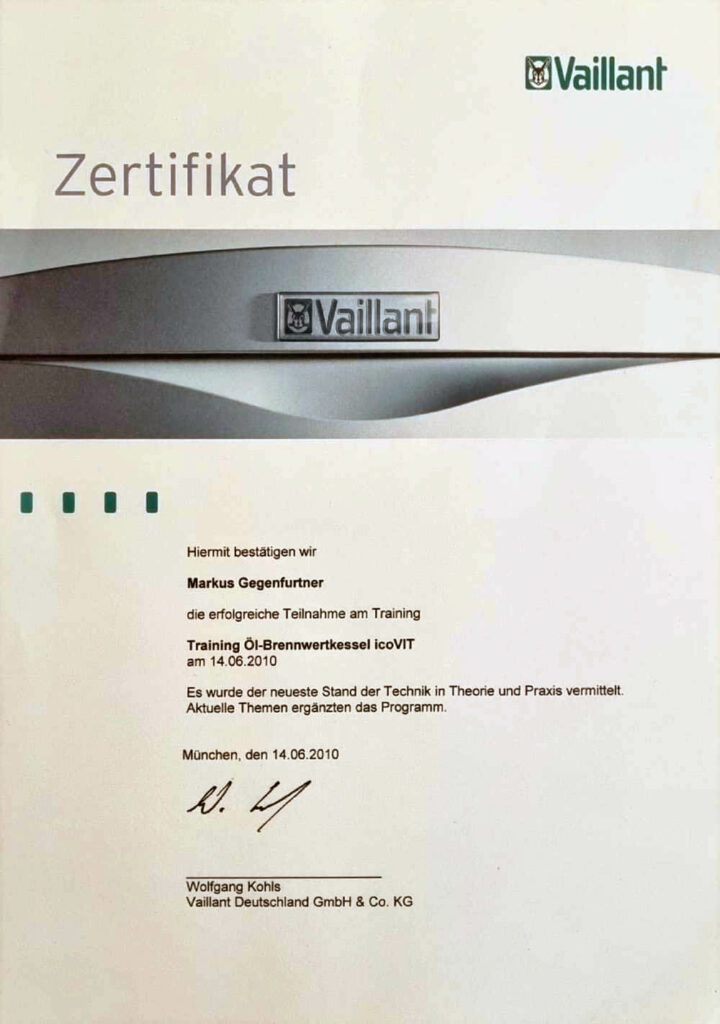 Vaillant
Zertifikat
Vaillant
Hiermit bestätigen wir
Markus Gegenfurtner
die erfolgreiche Teilnahme am Training
Training Öl-Brennwertkessel icoVIT
am 14.06.2010
Es wurde der neueste Stand der Technik in Theorie und Praxis vermittelt.
Aktuelle Themen ergänzten das Programm.
München, den 14.06.2010
Wolfgang Kohls
Vaillant Deutschland GmbH & Co. KG